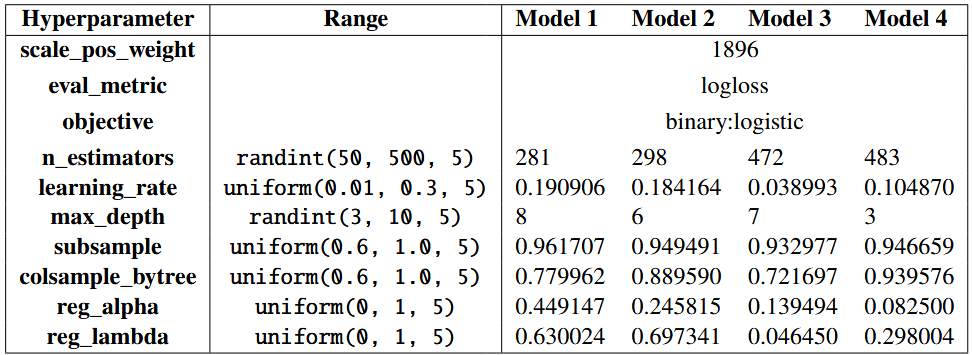 Hyperparameter Range Model 1 Model 2 Model 3 Model 4
scale_pos_weight 1896
eval_metric logloss
objective binary:logistic
n_estimators randint(50, 500, 5) 281 298 472 483
learning_rate uniform(0.01, 0.3, 5) 0.190906 0.184164 0.038993 0.104870
max_depth randint(3, 10, 5) 8 6 7 3
subsample uniform(0.6, 1.0, 5) 0.961707 0.949491 0.932977 0.946659
colsample_bytree uniform(0.6, 1.0, 5) 0.779962 0.889590 0.721697 0.939576
reg_alpha uniform(0, 1, 5) 0.449147 0.245815 0.139494 0.082500
reg_lambda uniform(0, 1, 5) 0.630024 0.697341 0.046450 0.298004